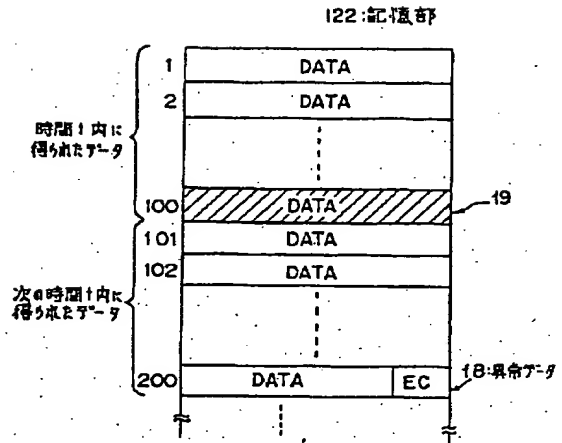 122:記憶部
1 DATA
2 DATA
時間t内に
得られたデータ
100 DATA 19
101 DATA
102 DATA
次の時間t内に
得られたデータ
200 DATA EC 18:異常データ